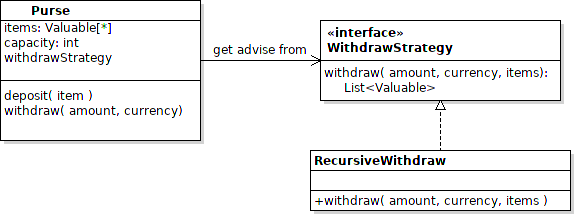 Purse
items: Valuable[*]
capacity: int
withdrawStrategy
deposit( item )
withdraw( amount, currency)
get advise from
«interface»
WithdrawStrategy
withdraw( amount, currency, items):
List<Valuable>
RecursiveWithdraw
+withdraw( amount, currency, items )